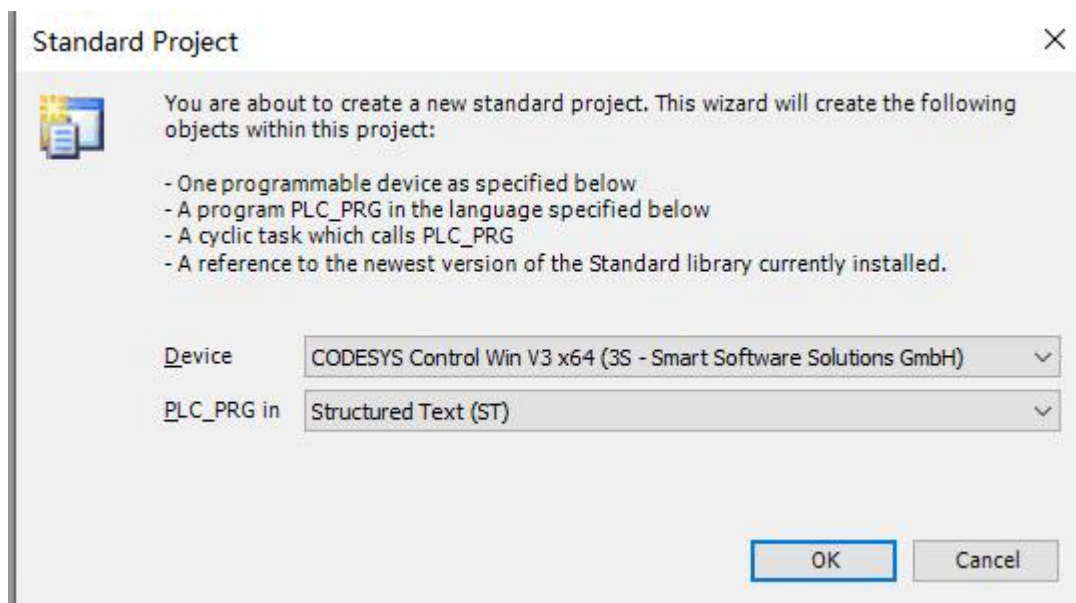 Standard Project
You are about to create a new standard project. This wizard will create the following
objects within this project:
- One programmable device as specified below
- A program PLC_PRG in the language specified below
- A cyclic task which calls PLC_PRG
- A reference to the newest version of the Standard library currently installed.
Device CODESYS Control Win V3 x64 (3S - Smart Software Solutions GmbH)
PLC_PRG in Structured Text (ST)
OK Cancel